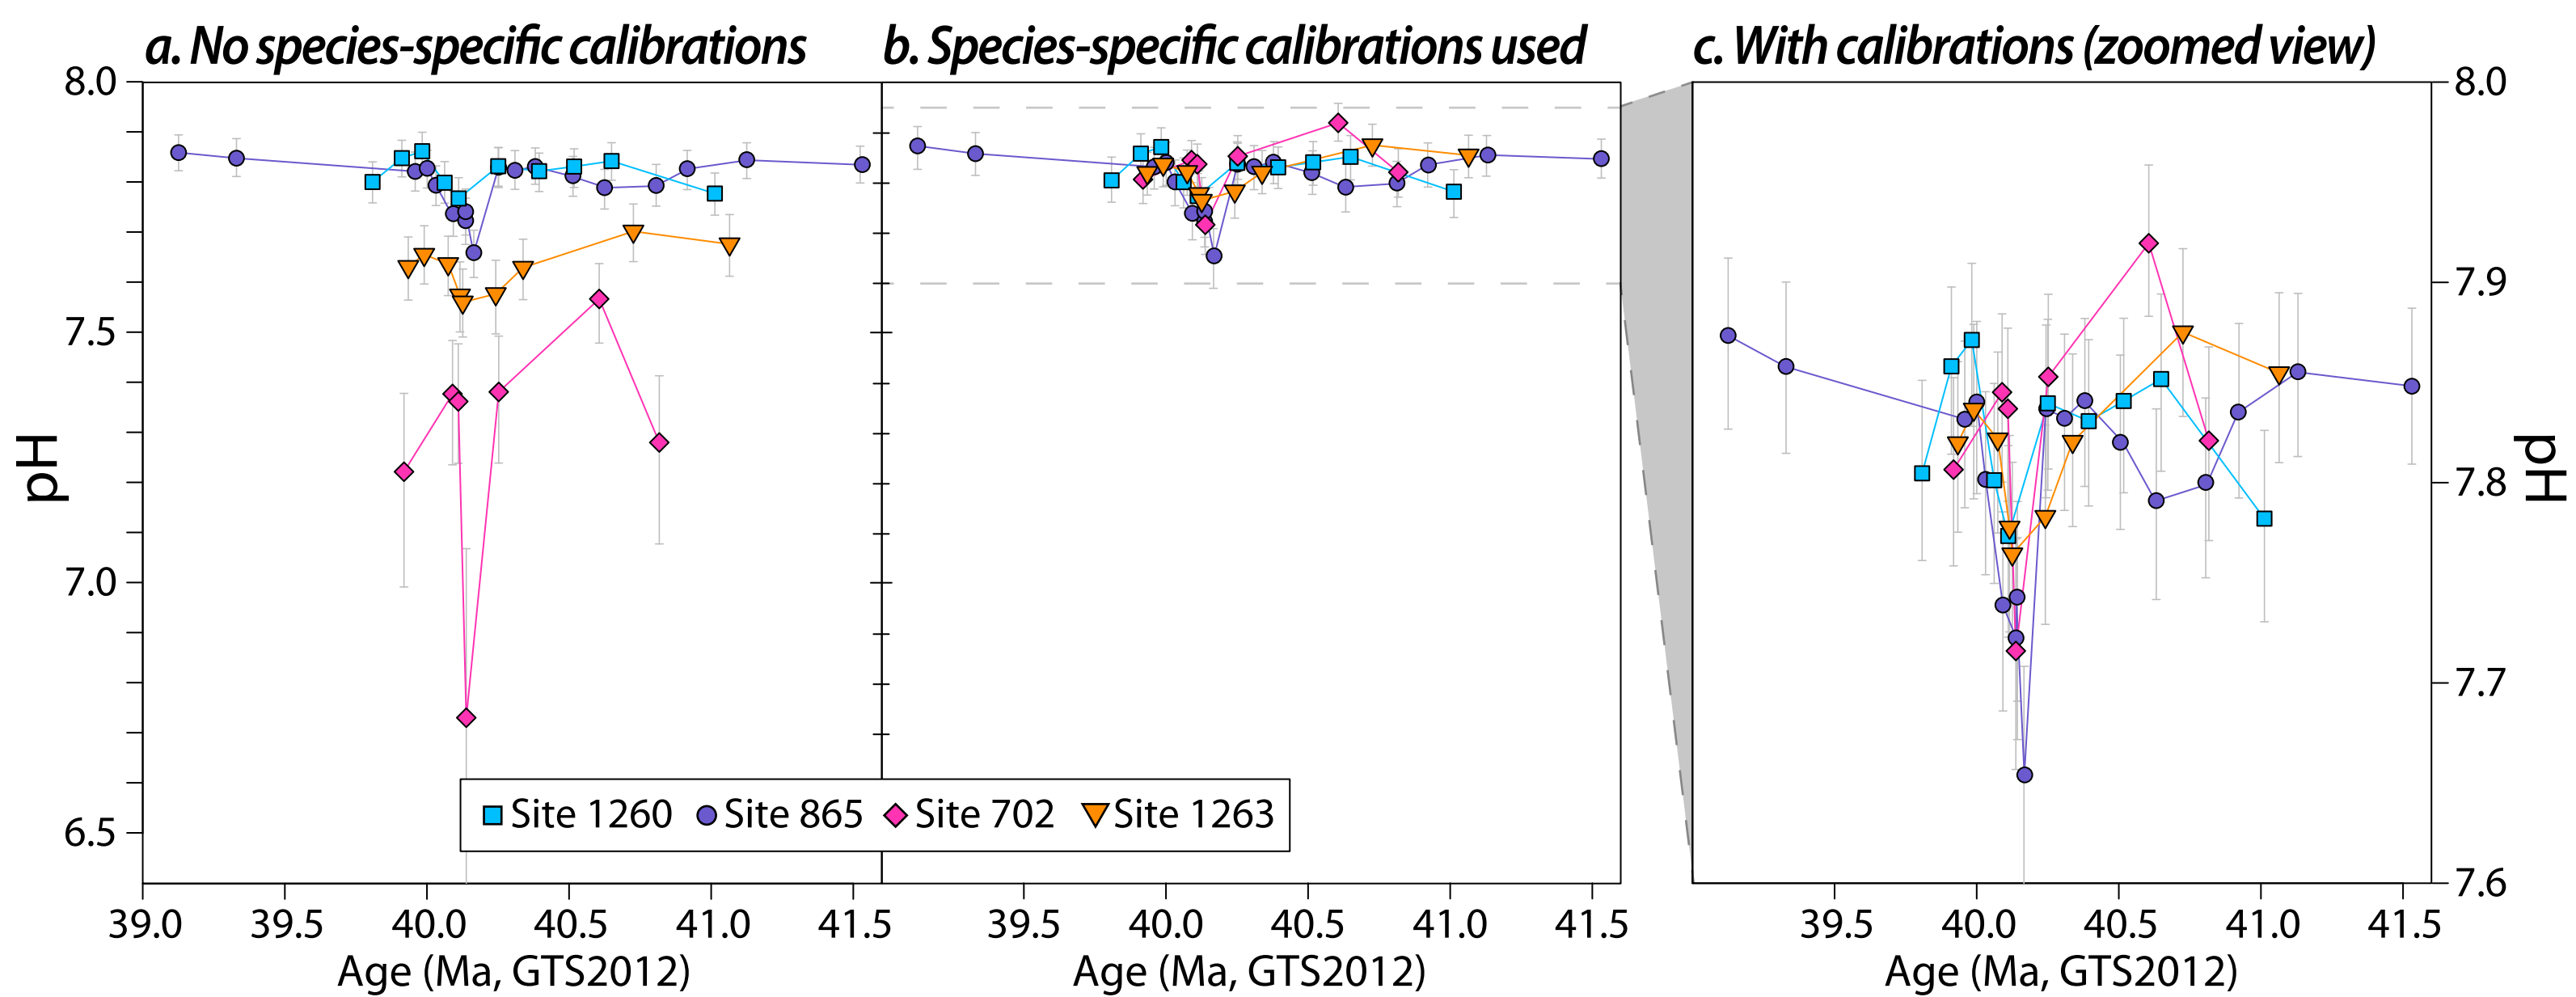 a. No species-specific calibrations
b. Species-specific calibrations used
c. With calibrations (zoomed view)
8.0
7.5
7.0
6.5
pH
39.0 39.5 40.0 40.5 41.0 41.5
Age (Ma, GTS2012)
Site 1260 Site 865 Site 702 Site 1263
39.5 40.0 40.5 41.0 41.5
Age (Ma, GTS2012)
8.0
7.9
7.8
7.7
7.6
pH
39.5 40.0 40.5 41.0 41.5
Age (Ma, GTS2012)